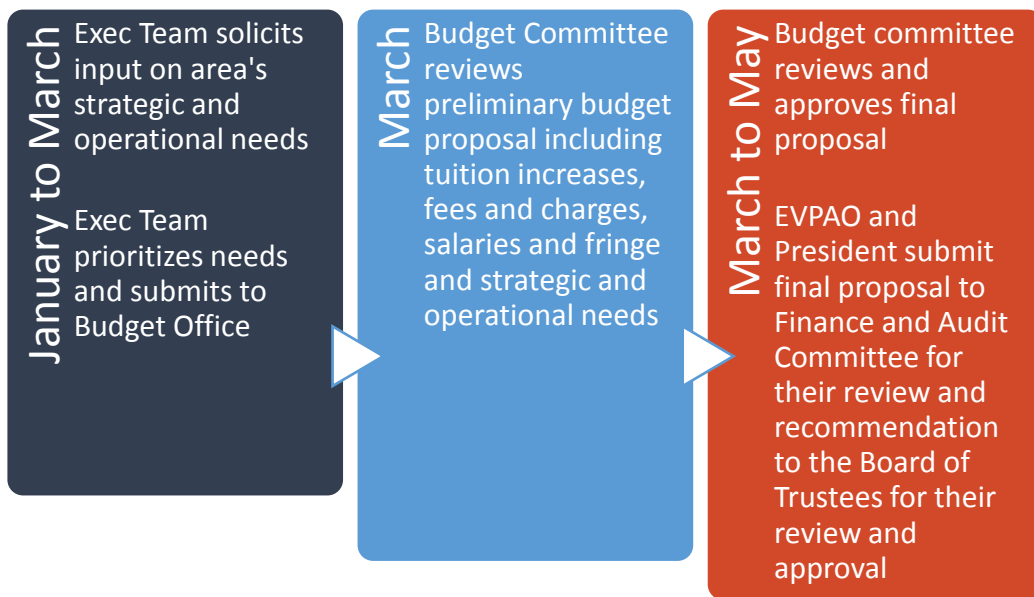 January to March
Exec Team solicits
input on area's
strategic and
operational needs
Exec Team
prioritizes needs
and submits to
Budget Office
March
Budget Committee
reviews
preliminary budget
proposal including
tuition increases,
fees and charges,
salaries and fringe
and strategic and
operational needs
March to May
Budget committee
reviews and
approves final
proposal
EVPAO and
President submit
final proposal to
Finance and Audit
Committee for
their review and
recommendation
to the Board of
Trustees for their
review and
approval